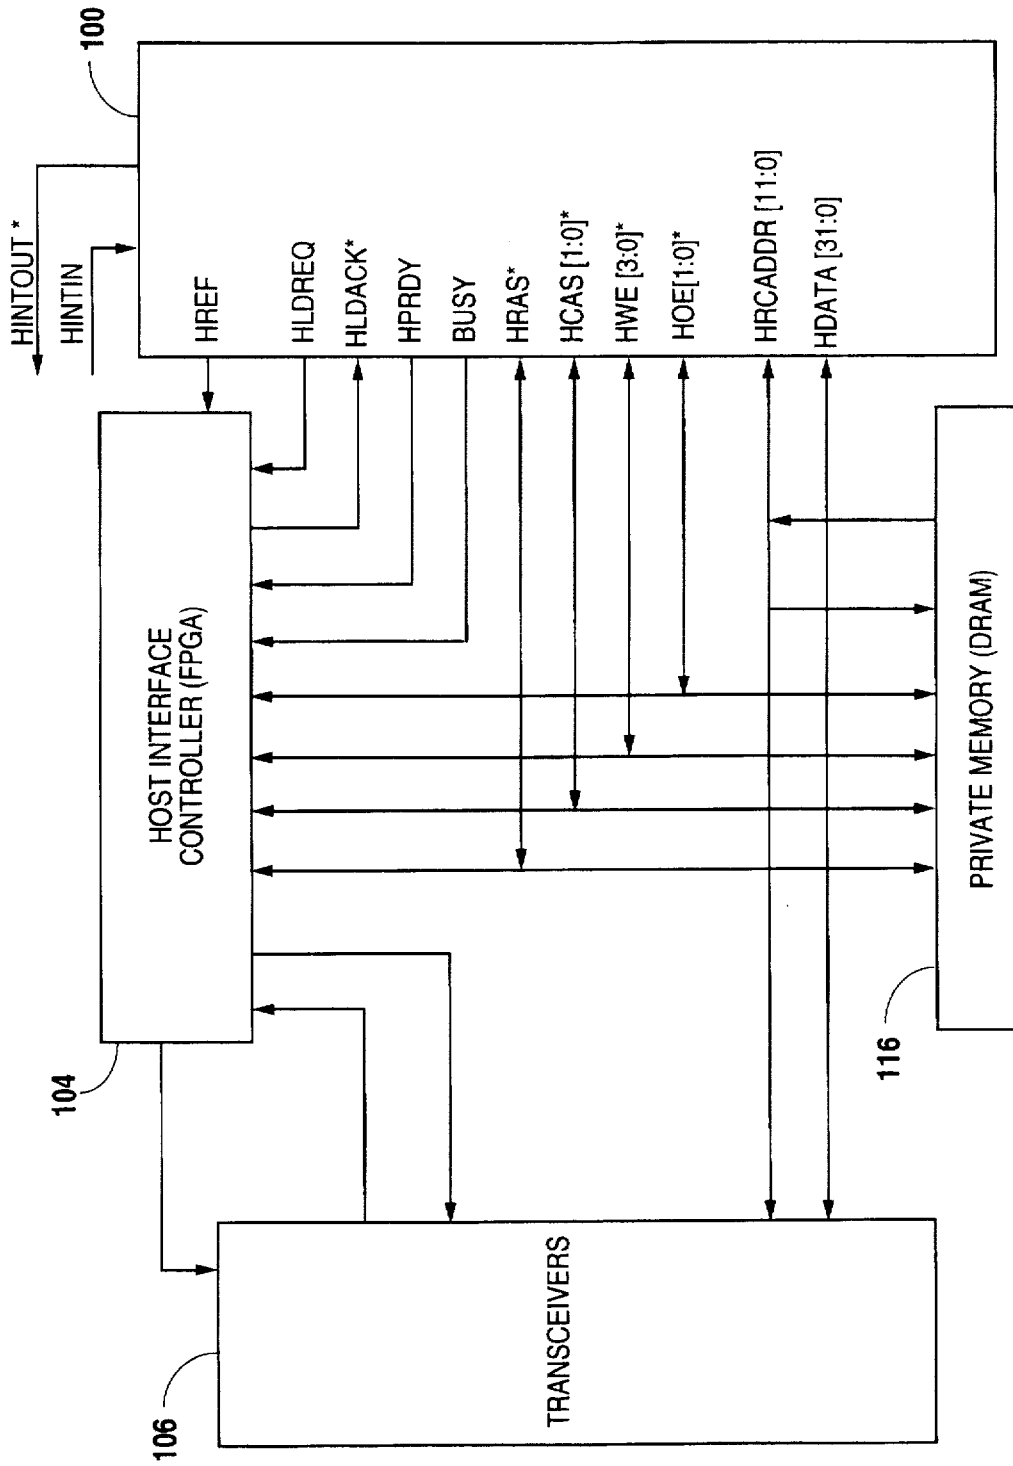 100
HINTOUT *
HINTIN
HREF
HLDREQ
HLDACK*
HPRDY
BUSY
HRAS*
HCAS [1:0]*
HWE [3:0]*
HOE[1:0]*
HRCADDR [11:0]
HDATA [31:0]
HOST INTERFACE
CONTROLLER (FPGA)
104
PRIVATE MEMORY (DRAM)
116
TRANSCEIVERS
106